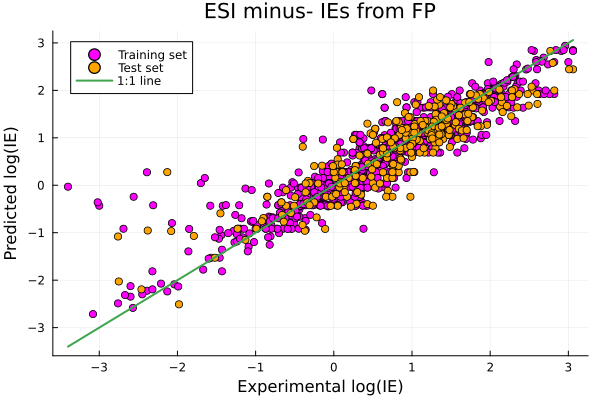 ESI minus- IEs from FP
Training set
Test set
1:1 line
Predicted log(IE)
3
2
1
0
−1
−2
−3
−3
−2
−1
0
1
2
3
Experimental log(IE)